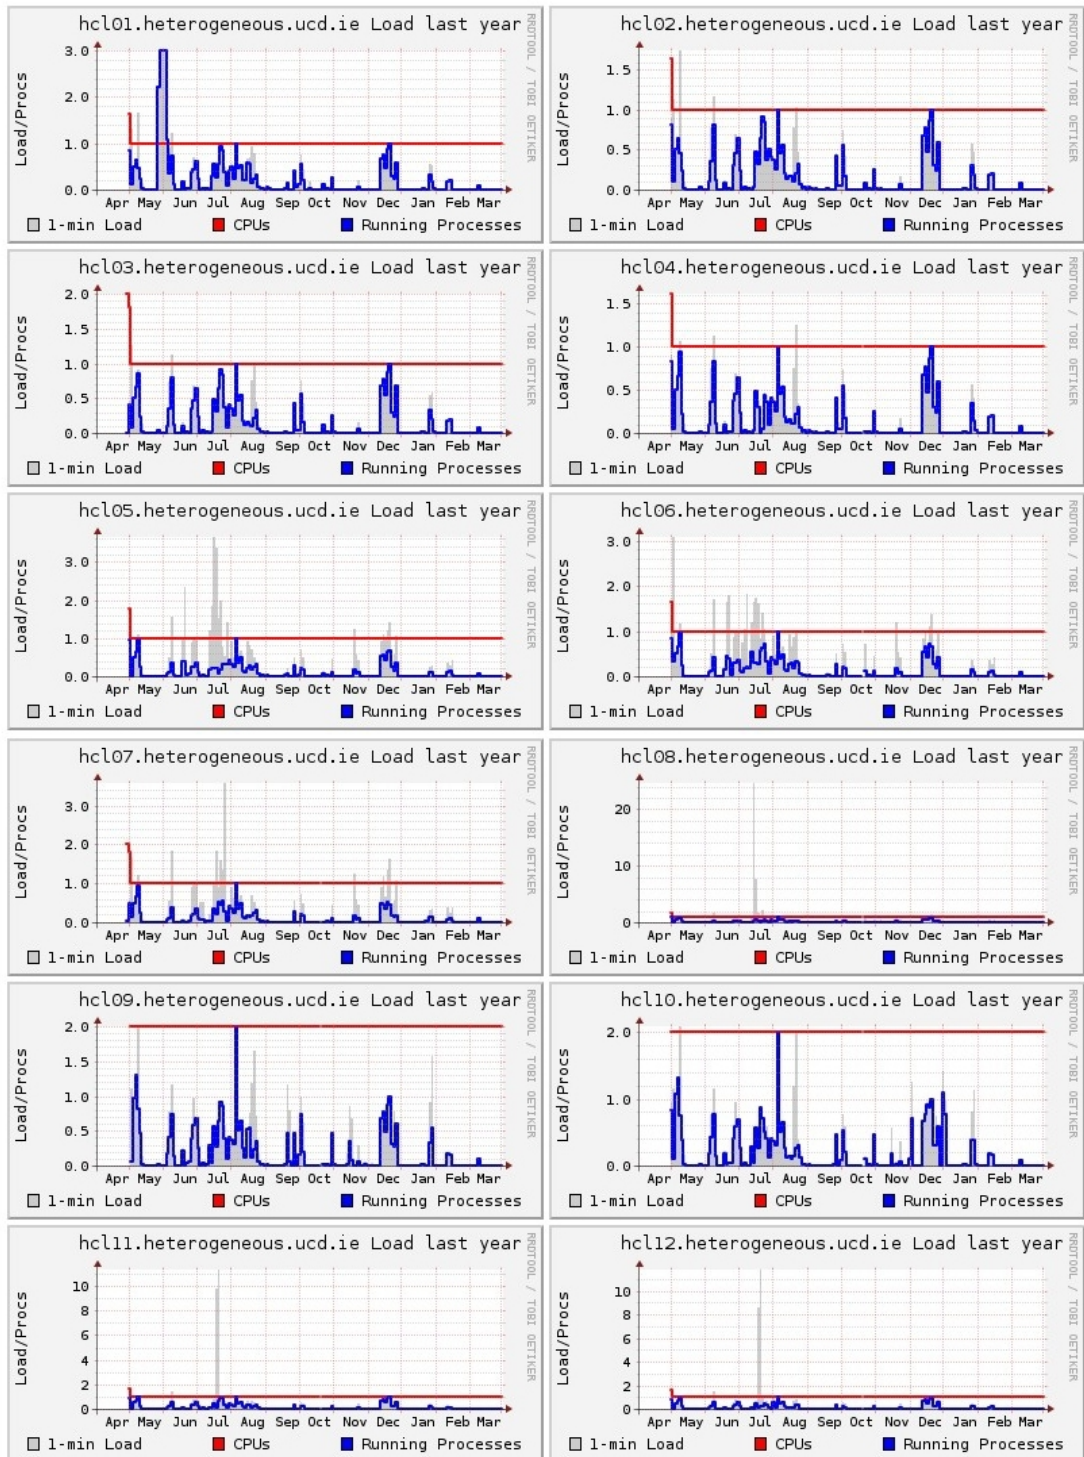 hcl01.heterogeneous.ucd.ie Load last year
RRDTOOL / TOBI OETIKER
Load/Procs
3.0
2.0
1.0
0.0
Apr May Jun Jul Aug Sep Oct Nov Dec Jan Feb Mar
1-min Load CPUs Running Processes
hcl02.heterogeneous.ucd.ie Load last year
RRDTOOL / TOBI OETIKER
Load/Procs
1.5
1.0
0.5
0.0
Apr May Jun Jul Aug Sep Oct Nov Dec Jan Feb Mar
1-min Load CPUs Running Processes
hcl03.heterogeneous.ucd.ie Load last year
RRDTOOL / TOBI OETIKER
Load/Procs
2.0
1.5
1.0
0.5
0.0
Apr May Jun Jul Aug Sep Oct Nov Dec Jan Feb Mar
1-min Load CPUs Running Processes
hcl04.heterogeneous.ucd.ie Load last year
RRDTOOL / TOBI OETIKER
Load/Procs
1.5
1.0
0.5
0.0
Apr May Jun Jul Aug Sep Oct Nov Dec Jan Feb Mar
1-min Load CPUs Running Processes
hcl05.heterogeneous.ucd.ie Load last year
RRDTOOL / TOBI OETIKER
Load/Procs
3.0
2.0
1.0
0.0
Apr May Jun Jul Aug Sep Oct Nov Dec Jan Feb Mar
1-min Load CPUs Running Processes
hcl06.heterogeneous.ucd.ie Load last year
RRDTOOL / TOBI OETIKER
Load/Procs
3.0
2.0
1.0
0.0
Apr May Jun Jul Aug Sep Oct Nov Dec Jan Feb Mar
1-min Load CPUs Running Processes
hcl07.heterogeneous.ucd.ie Load last year
RRDTOOL / TOBI OETIKER
Load/Procs
3.0
2.0
1.0
0.0
Apr May Jun Jul Aug Sep Oct Nov Dec Jan Feb Mar
1-min Load CPUs Running Processes
hcl08.heterogeneous.ucd.ie Load last year
RRDTOOL / TOBI OETIKER
Load/Procs
20
10
0
Apr May Jun Jul Aug Sep Oct Nov Dec Jan Feb Mar
1-min Load CPUs Running Processes
hcl09.heterogeneous.ucd.ie Load last year
RRDTOOL / TOBI OETIKER
Load/Procs
2.0
1.5
1.0
0.5
0.0
Apr May Jun Jul Aug Sep Oct Nov Dec Jan Feb Mar
1-min Load CPUs Running Processes
hcl10.heterogeneous.ucd.ie Load last year
RRDTOOL / TOBI OETIKER
Load/Procs
2.0
1.0
0.0
Apr May Jun Jul Aug Sep Oct Nov Dec Jan Feb Mar
1-min Load CPUs Running Processes
hcl11.heterogeneous.ucd.ie Load last year
RRDTOOL / TOBI OETIKER
Load/Procs
10
8
6
4
2
0
Apr May Jun Jul Aug Sep Oct Nov Dec Jan Feb Mar
1-min Load CPUs Running Processes
hcl12.heterogeneous.ucd.ie Load last year
RRDTOOL / TOBI OETIKER
Load/Procs
10
8
6
4
2
0
Apr May Jun Jul Aug Sep Oct Nov Dec Jan Feb Mar
1-min Load CPUs Running Processes